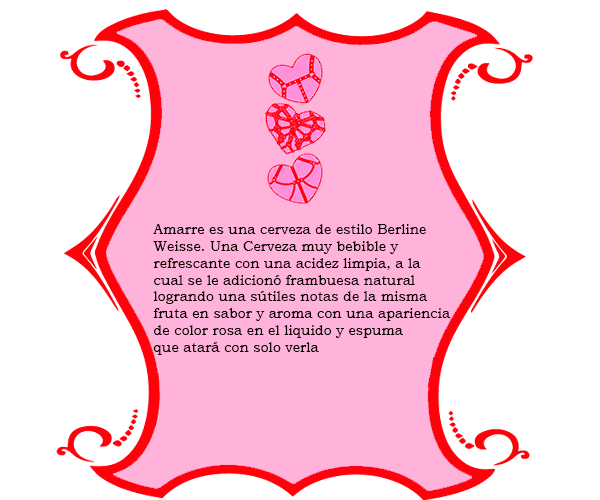 Amarre es una cerveza de estilo Berline
Weisse. Una Cerveza muy bebible y
refrescante con una acidez limpia, a la
cual se le adicionó frambuesa natural
logrando una sútiles notas de la misma
fruta en sabor y aroma con una apariencia
de color rosa en el liquido y espuma
que atará con solo verla